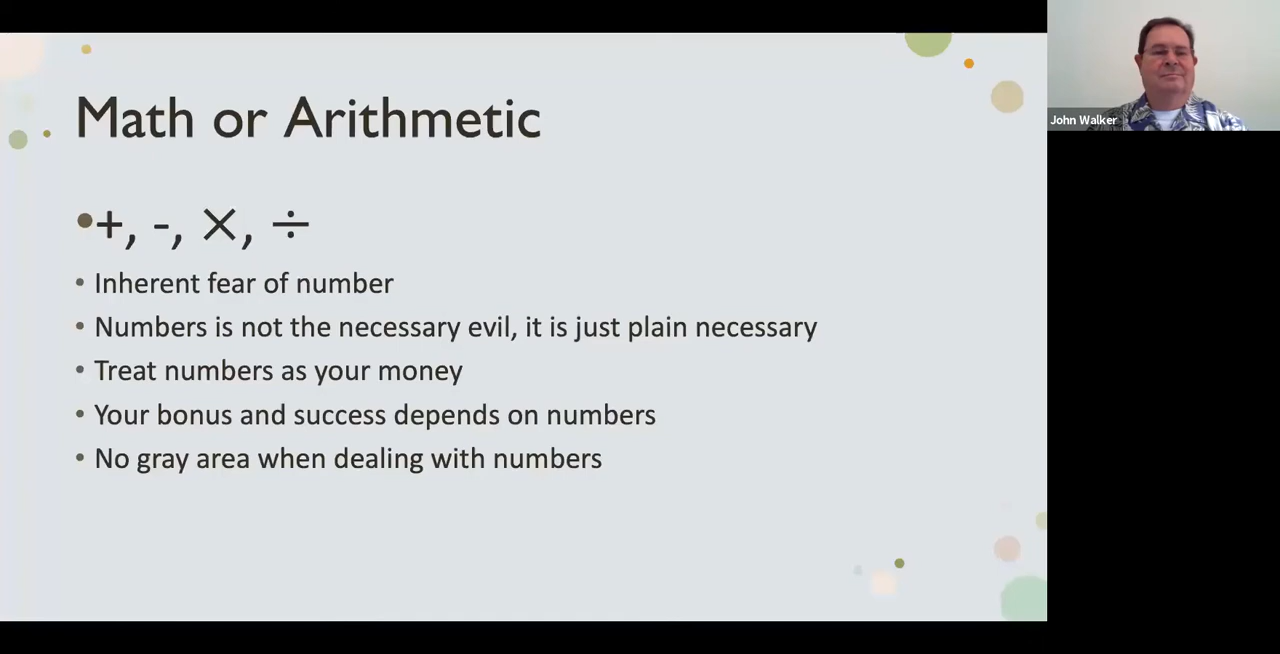 Math or Arithmetic
•+, -, ×, ÷
• Inherent fear of number
• Numbers is not the necessary evil, it is just plain necessary
• Treat numbers as your money
• Your bonus and success depends on numbers
• No gray area when dealing with numbers
John Walker